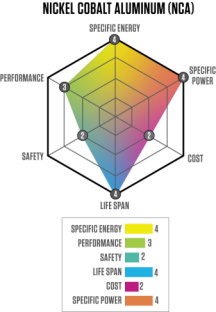 NICKEL COBALT ALUMINUM (NCA)
SPECIFIC ENERGY
4
PERFORMANCE
3
SPECIFIC
POWER
4
2
2
SAFETY
COST
4
LIFE SPAN
SPECIFIC ENERGY 4
PERFORMANCE 3
SAFETY 2
LIFE SPAN 4
COST 2
SPECIFIC POWER 4